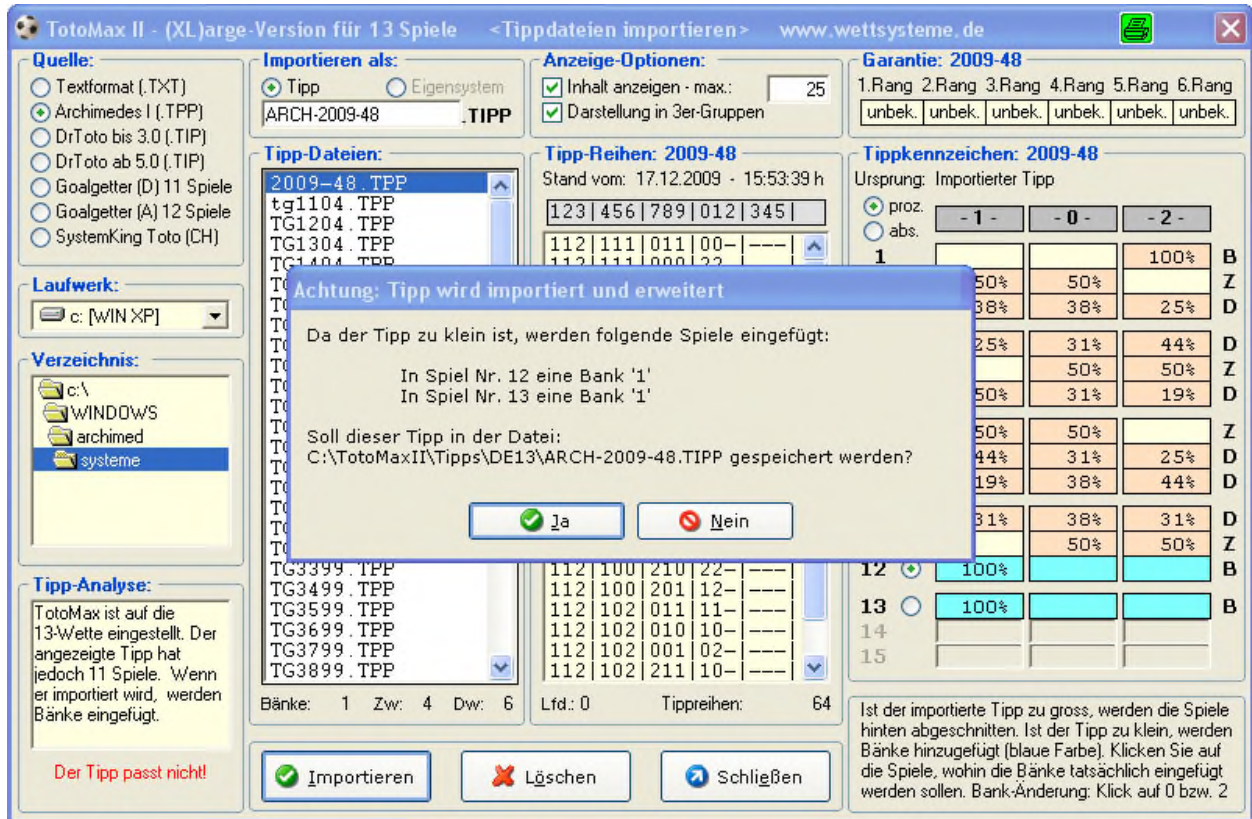 TotoMax II - (XL)arge-Version für 13 Spiele <Tippdateien importieren> www.wettsysteme.de
Quelle:
Textformat (.TXT)
Archimedes I (.TPP)
DrToto bis 3.0 (.TIP)
DrToto ab 5.0 (.TIP)
Goalgetter (D) 11 Spiele
Goalgetter (A) 12 Spiele
SystemKing Toto (CH)
Laufwerk:
c: [WIN XP]
Verzeichnis:
c:\
WINDOWS
archimed
systeme
Tipp-Analyse:
TotoMax ist auf die
13-Wette eingestellt. Der
angezeigte Tipp hat
jedoch 11 Spiele. Wenn
er importiert wird, werden
Bänke eingefügt.
Der Tipp passt nicht!
Importieren als:
Tipp Eigensystem
ARCH-2009-48 .TIPP
Tipp-Dateien:
2009-48.TPP
tg1104.TPP
TG1204.TPP
TG1304.TPP
TG1404.TPP
TG3399.TPP
TG3499.TPP
TG3599.TPP
TG3699.TPP
TG3799.TPP
TG3899.TPP
Bänke: 1 Zw: 4 Dw: 6
Anzeige-Optionen:
Inhalt anzeigen - max.: 25
Darstellung in 3er-Gruppen
Tipp-Reihen: 2009-48
Stand vom: 17.12.2009 - 15:53:39 h
123|456|789|012|345|
112|111|011|00-|---|
112|111|000|22-|---|
112|100|210|22-|---|
112|100|201|12-|---|
112|102|011|11-|---|
112|102|010|10-|---|
112|102|001|02-|---|
112|102|211|10-|---|
Lfd.: 0 Tippreihen: 64
Garantie: 2009-48
1.Rang 2.Rang 3.Rang 4.Rang 5.Rang 6.Rang
unbek. unbek. unbek. unbek. unbek. unbek.
Tippkennzeichen: 2009-48
Ursprung: Importierter Tipp
proz.
abs.
- 1 - - 0 - - 2 -
1 100% B
50% 50% Z
38% 38% 25% D
25% 31% 44% D
50% 50% Z
50% 31% 19% D
50% 50% Z
44% 31% 25% D
19% 38% 44% D
31% 38% 31% D
50% 50% Z
12 100% B
13 100% B
14
15
Ist der importierte Tipp zu gross, werden die Spiele
hinten abgeschnitten. Ist der Tipp zu klein, werden
Bänke hinzugefügt (blaue Farbe). Klicken Sie auf
die Spiele, wohin die Bänke tatsächlich eingefügt
werden sollen. Bank-Änderung: Klick auf 0 bzw. 2
Achtung: Tipp wird importiert und erweitert
Da der Tipp zu klein ist, werden folgende Spiele eingefügt:
In Spiel Nr. 12 eine Bank '1'
In Spiel Nr. 13 eine Bank '1'
Soll dieser Tipp in der Datei:
C:\TotoMaxII\Tipps\DE13\ARCH-2009-48.TIPP gespeichert werden?
Ja Nein
Importieren Löschen Schließen